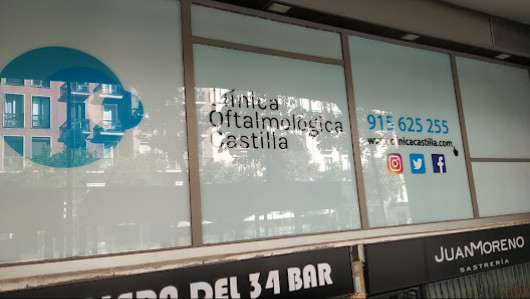 Clínica
Oftalmológica
Castilla
915 625 255
www.clinicacastilla.com
DEL 34 BAR
JUANMORENO
SASTRERÍA